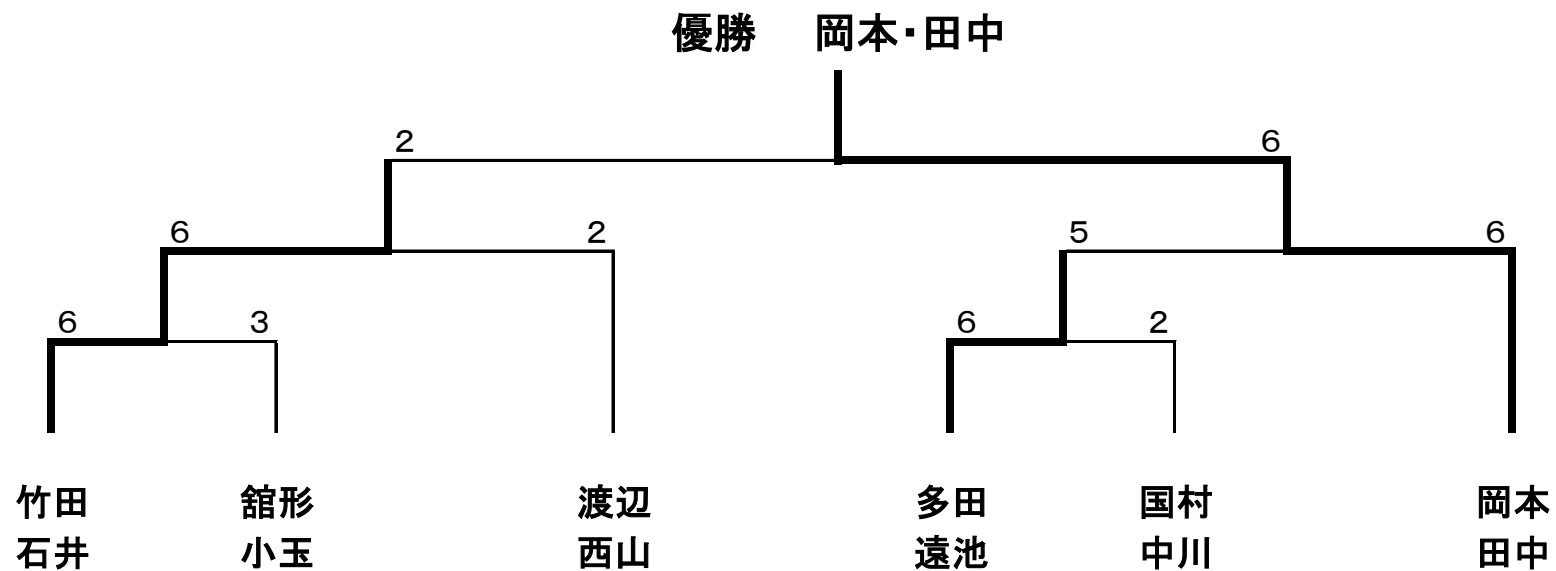 優勝　岡本・田中
2 6
6 2 5 6
6 3 6 2
竹田 舘形 渡辺 多田 国村 岡本
石井 小玉 西山 遠池 中川 田中